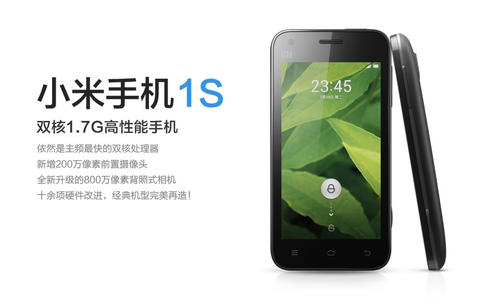 小米手机1S
双核1.7G高性能手机
依然是主频最快的双核处理器
新增200万像素前置摄像头
全新升级的800万像素背照式相机
十余项硬件改进，经典机型完美再造！
MI
23:45